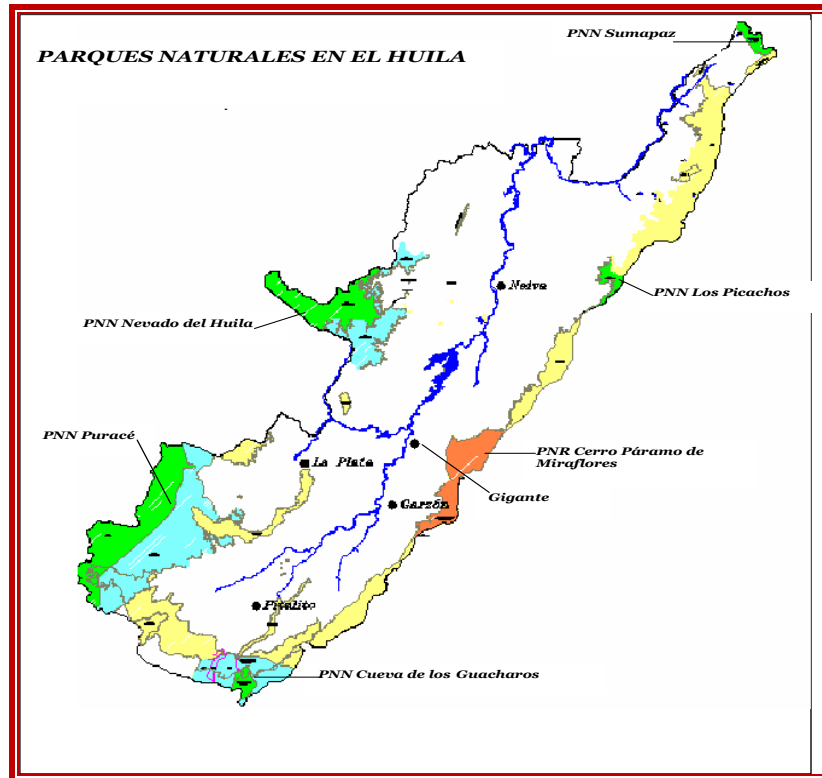 PNN Sumapaz
PARQUES NATURALES EN EL HUILA
Neiva
PNN Los Picachos
PNN Nevado del Huila
PNN Puracé
La Plata
PNR Cerro Páramo de
Miraflores
Gigante
Garzón
Pitalito
PNN Cueva de los Guacharos